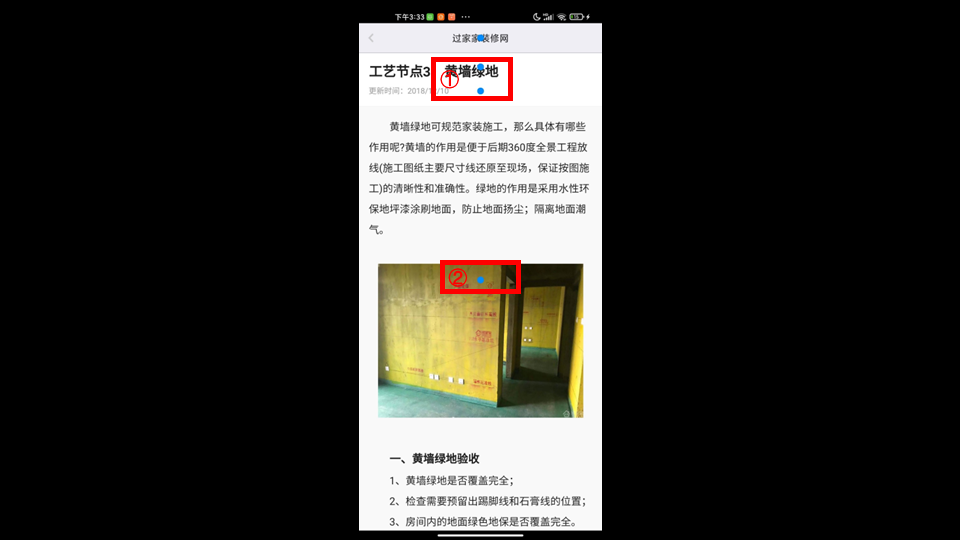 下午3:33
过家家装修网
工艺节点3 黄墙绿地
①
更新时间：2018/1/10
黄墙绿地可规范家装施工，那么具体有哪些
作用呢?黄墙的作用是便于后期360度全景工程放
线(施工图纸主要尺寸线还原至现场，保证按图施
工)的清晰性和准确性。绿地的作用是采用水性环
保地坪漆涂刷地面，防止地面扬尘；隔离地面潮
气。
②
一、黄墙绿地验收
1、黄墙绿地是否覆盖完全；
2、检查需要预留出踢脚线和石膏线的位置；
3、房间内的地面绿色地保是否覆盖完全。